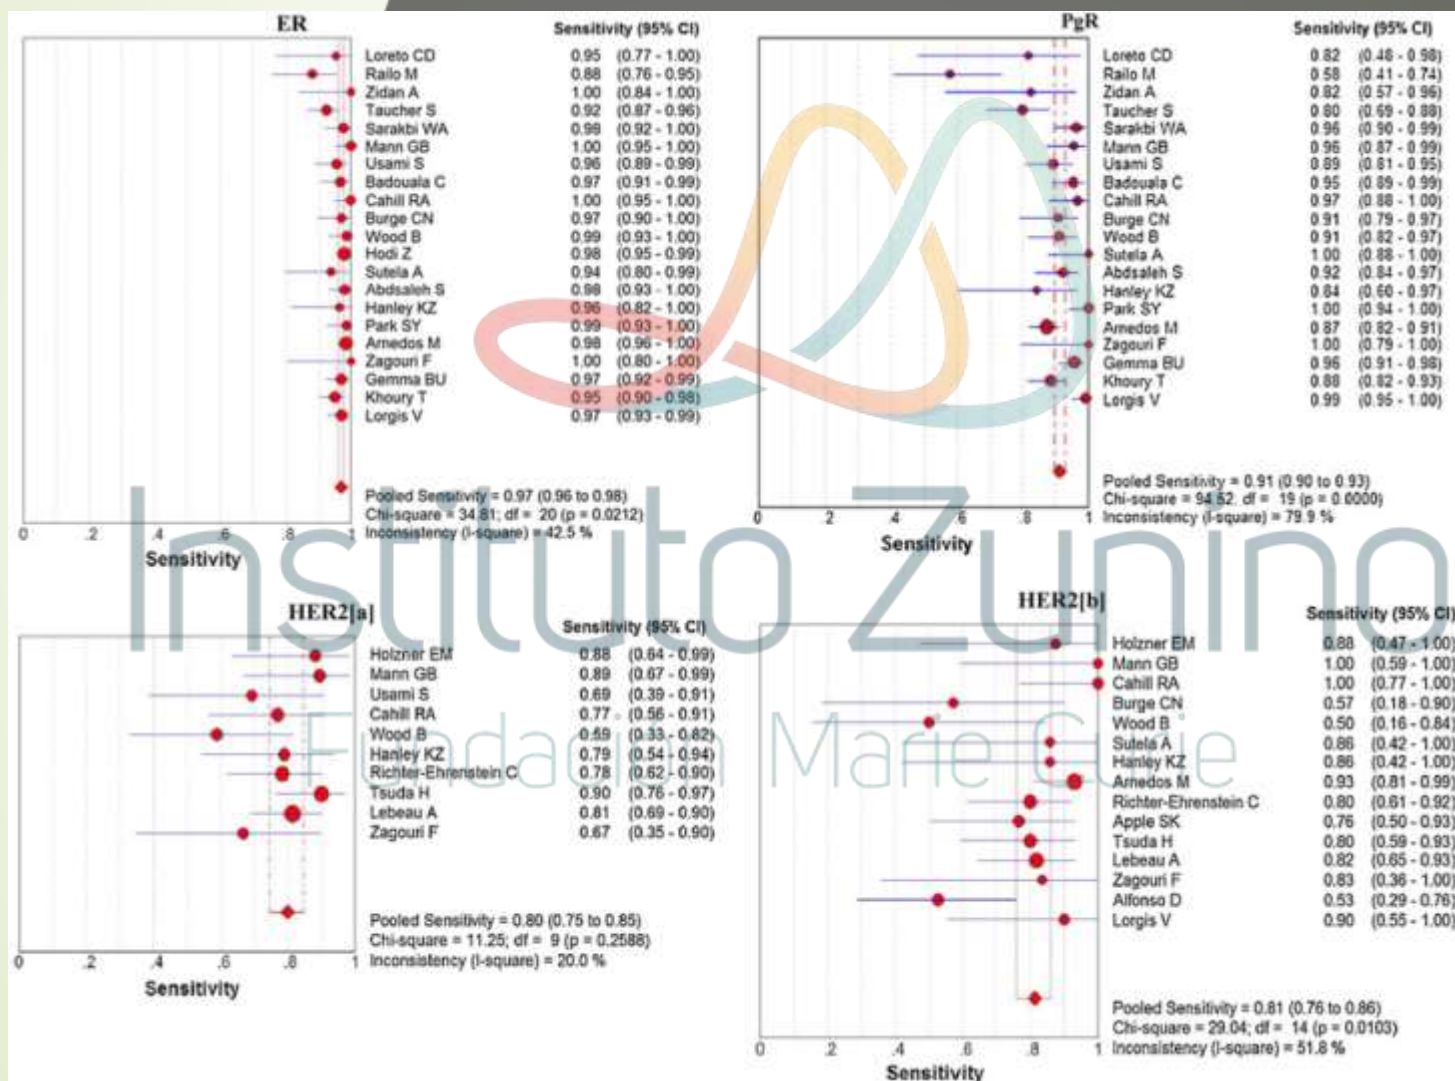 ER
Sensitivity (95% CI)
Loreto CD 0.95 (0.77 - 1.00)
Railo M 0.88 (0.76 - 0.95)
Zidan A 1.00 (0.84 - 1.00)
Taucher S 0.92 (0.87 - 0.96)
Sarakbi WA 0.98 (0.92 - 1.00)
Mann GB 1.00 (0.95 - 1.00)
Usami S 0.96 (0.89 - 0.99)
Badouala C 0.97 (0.91 - 0.99)
Cahill RA 1.00 (0.95 - 1.00)
Burge CN 0.97 (0.90 - 1.00)
Wood B 0.99 (0.93 - 1.00)
Hodi Z 0.98 (0.95 - 0.99)
Sutela A 0.94 (0.80 - 0.99)
Abdsaleh S 0.98 (0.93 - 1.00)
Hanley KZ 0.96 (0.82 - 1.00)
Park SY 0.99 (0.93 - 1.00)
Arnedos M 0.98 (0.96 - 1.00)
Zagouri F 1.00 (0.80 - 1.00)
Gemma BU 0.97 (0.92 - 0.99)
Khoury T 0.95 (0.90 - 0.98)
Lorgis V 0.97 (0.93 - 0.99)
Pooled Sensitivity = 0.97 (0.96 to 0.98)
Chi-square = 34.81; df = 20 (p = 0.0212)
Inconsistency (I-square) = 42.5 %
0 .2 .4 .6 .8 1
Sensitivity
PgR
Sensitivity (95% CI)
Loreto CD 0.82 (0.48 - 0.98)
Railo M 0.58 (0.41 - 0.74)
Zidan A 0.82 (0.57 - 0.96)
Taucher S 0.80 (0.69 - 0.88)
Sarakbi WA 0.96 (0.90 - 0.99)
Mann GB 0.96 (0.87 - 0.99)
Usami S 0.89 (0.81 - 0.95)
Badouala C 0.95 (0.89 - 0.99)
Cahill RA 0.97 (0.88 - 1.00)
Burge CN 0.91 (0.79 - 0.97)
Wood B 0.91 (0.82 - 0.97)
Sutela A 1.00 (0.88 - 1.00)
Abdsaleh S 0.92 (0.84 - 0.97)
Hanley KZ 0.84 (0.60 - 0.97)
Park SY 1.00 (0.94 - 1.00)
Arnedos M 0.87 (0.82 - 0.91)
Zagouri F 1.00 (0.79 - 1.00)
Gemma BU 0.96 (0.91 - 0.98)
Khoury T 0.88 (0.82 - 0.93)
Lorgis V 0.99 (0.95 - 1.00)
Pooled Sensitivity = 0.91 (0.90 to 0.93)
Chi-square = 94.52; df = 19 (p = 0.0000)
Inconsistency (I-square) = 79.9 %
0 .2 .4 .6 .8 1
Sensitivity
Instituto Zunino
Fundación Marie Curie
HER2[a]
Sensitivity (95% CI)
Holzner EM 0.88 (0.64 - 0.99)
Mann GB 0.89 (0.67 - 0.99)
Usami S 0.69 (0.39 - 0.91)
Cahill RA 0.77 (0.56 - 0.91)
Wood B 0.59 (0.33 - 0.82)
Hanley KZ 0.79 (0.54 - 0.94)
Richter-Ehrenstein C 0.78 (0.62 - 0.90)
Tsuda H 0.90 (0.76 - 0.97)
Lebeau A 0.81 (0.69 - 0.90)
Zagouri F 0.67 (0.35 - 0.90)
Pooled Sensitivity = 0.80 (0.75 to 0.85)
Chi-square = 11.25; df = 9 (p = 0.2588)
Inconsistency (I-square) = 20.0 %
0 .2 .4 .6 .8 1
Sensitivity
HER2[b]
Sensitivity (95% CI)
Holzner EM 0.88 (0.47 - 1.00)
Mann GB 1.00 (0.59 - 1.00)
Cahill RA 1.00 (0.77 - 1.00)
Burge CN 0.57 (0.18 - 0.90)
Wood B 0.50 (0.16 - 0.84)
Sutela A 0.86 (0.42 - 1.00)
Hanley KZ 0.86 (0.42 - 1.00)
Arnedos M 0.93 (0.81 - 0.99)
Richter-Ehrenstein C 0.80 (0.61 - 0.92)
Apple SK 0.76 (0.50 - 0.93)
Tsuda H 0.80 (0.59 - 0.93)
Lebeau A 0.82 (0.65 - 0.93)
Zagouri F 0.83 (0.36 - 1.00)
Alfonso D 0.53 (0.29 - 0.76)
Lorgis V 0.90 (0.55 - 1.00)
Pooled Sensitivity = 0.81 (0.76 to 0.86)
Chi-square = 29.04; df = 14 (p = 0.0103)
Inconsistency (I-square) = 51.8 %
0 .2 .4 .6 .8 1
Sensitivity